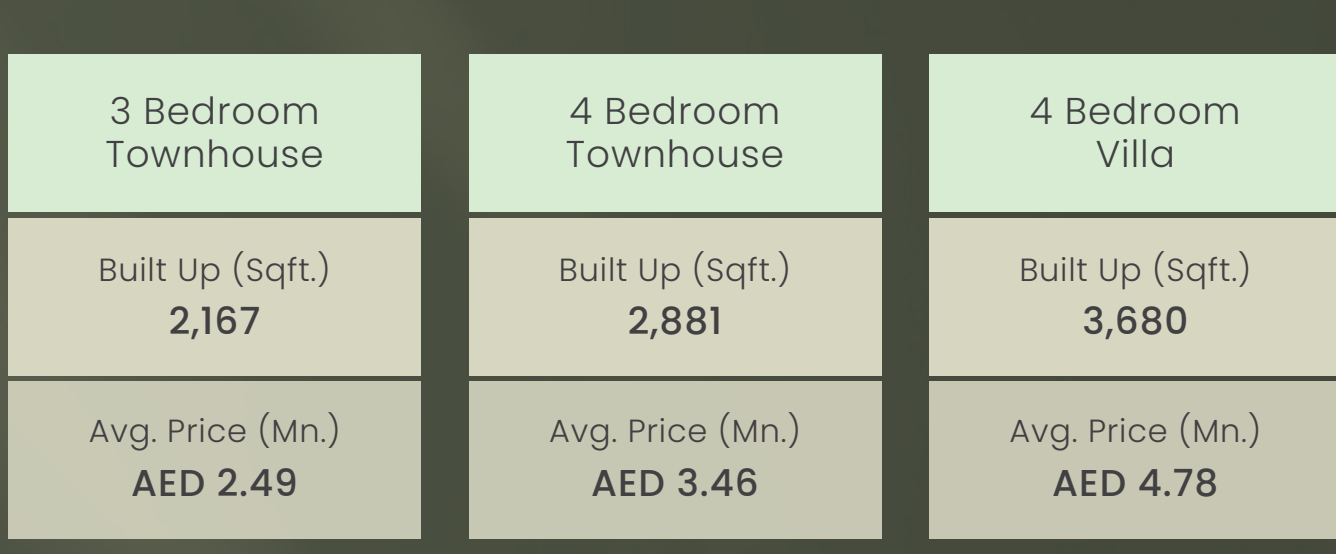 3 Bedroom
Townhouse
Built Up (Sqft.)
2,167
Avg. Price (Mn.)
AED 2.49
4 Bedroom
Townhouse
Built Up (Sqft.)
2,881
Avg. Price (Mn.)
AED 3.46
4 Bedroom
Villa
Built Up (Sqft.)
3,680
Avg. Price (Mn.)
AED 4.78